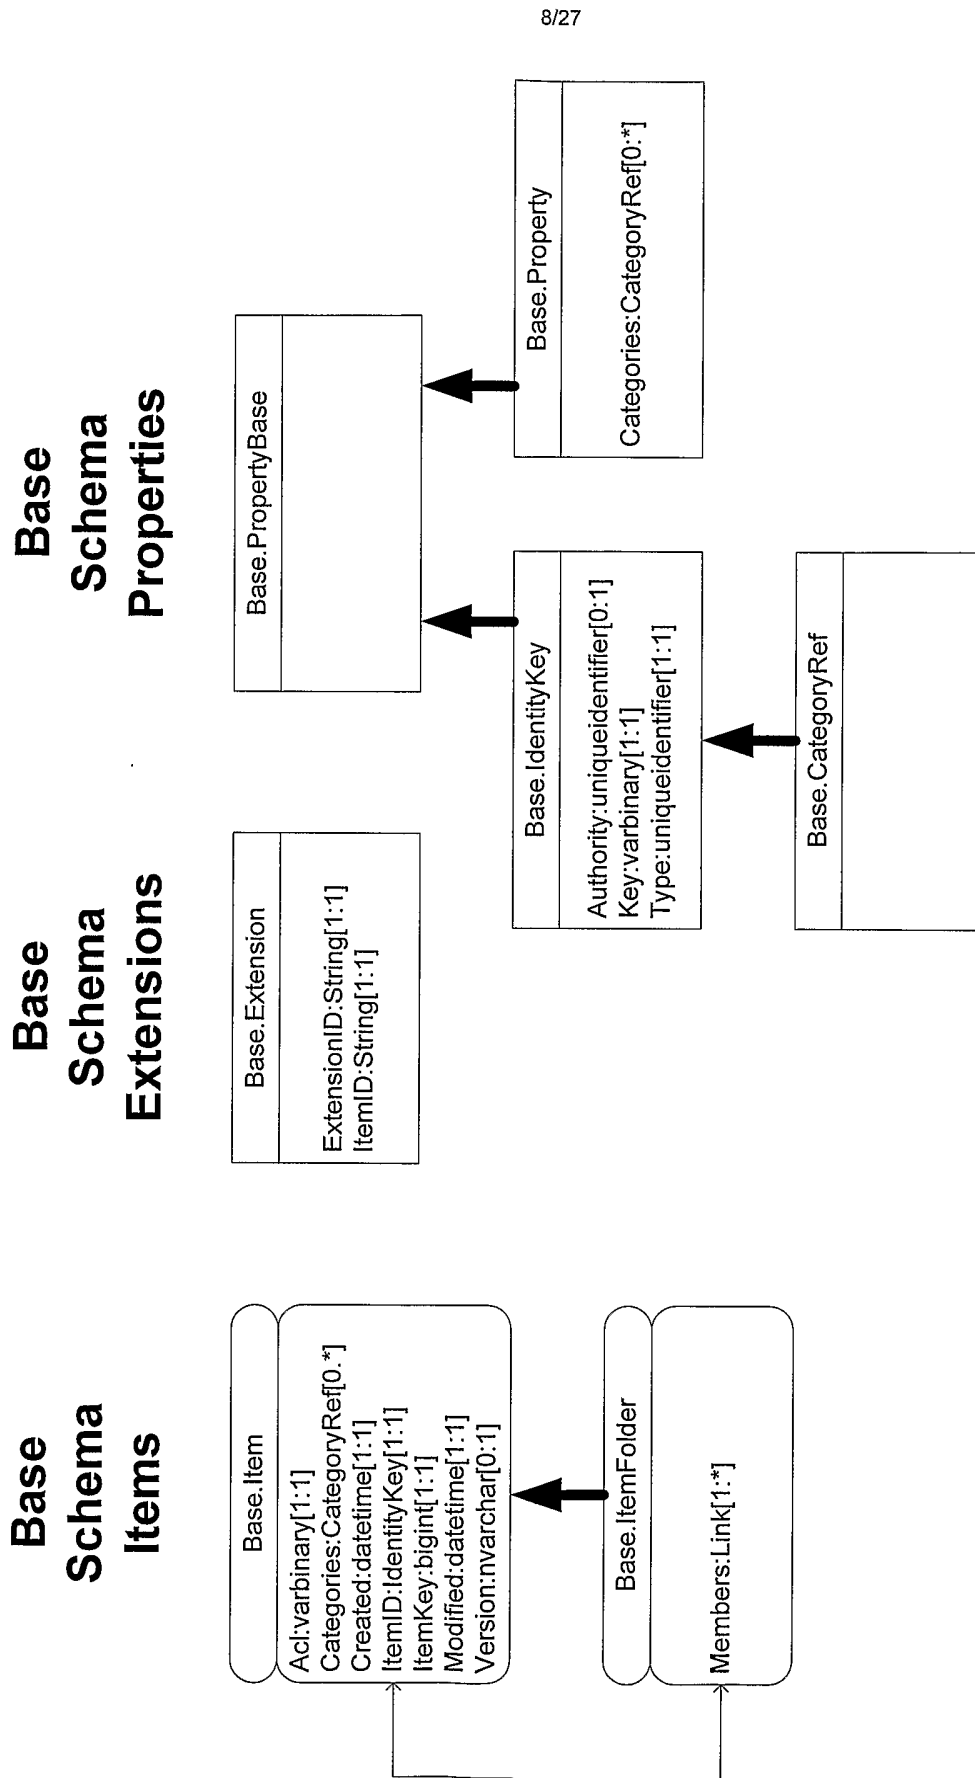 8/27
Base
Schema
Items
Base.Item
Acl:varbinary[1:1]
Categories:CategoryRef[0.*]
Created:datetime[1:1]
ItemID:IdentityKey[1:1]
ItemKey:bigint[1:1]
Modified:datetime[1:1]
Version:nvarchar[0:1]
Base.ItemFolder
Members:Link[1:*]
Base
Schema
Extensions
Base.Extension
ExtensionID:String[1:1]
ItemID:String[1:1]
Base
Schema
Properties
Base.PropertyBase
Base.IdentityKey
Authority:uniqueidentifier[0:1]
Key:varbinary[1:1]
Type:uniqueidentifier[1:1]
Base.Property
Categories:CategoryRef[0:*]
Base.CategoryRef